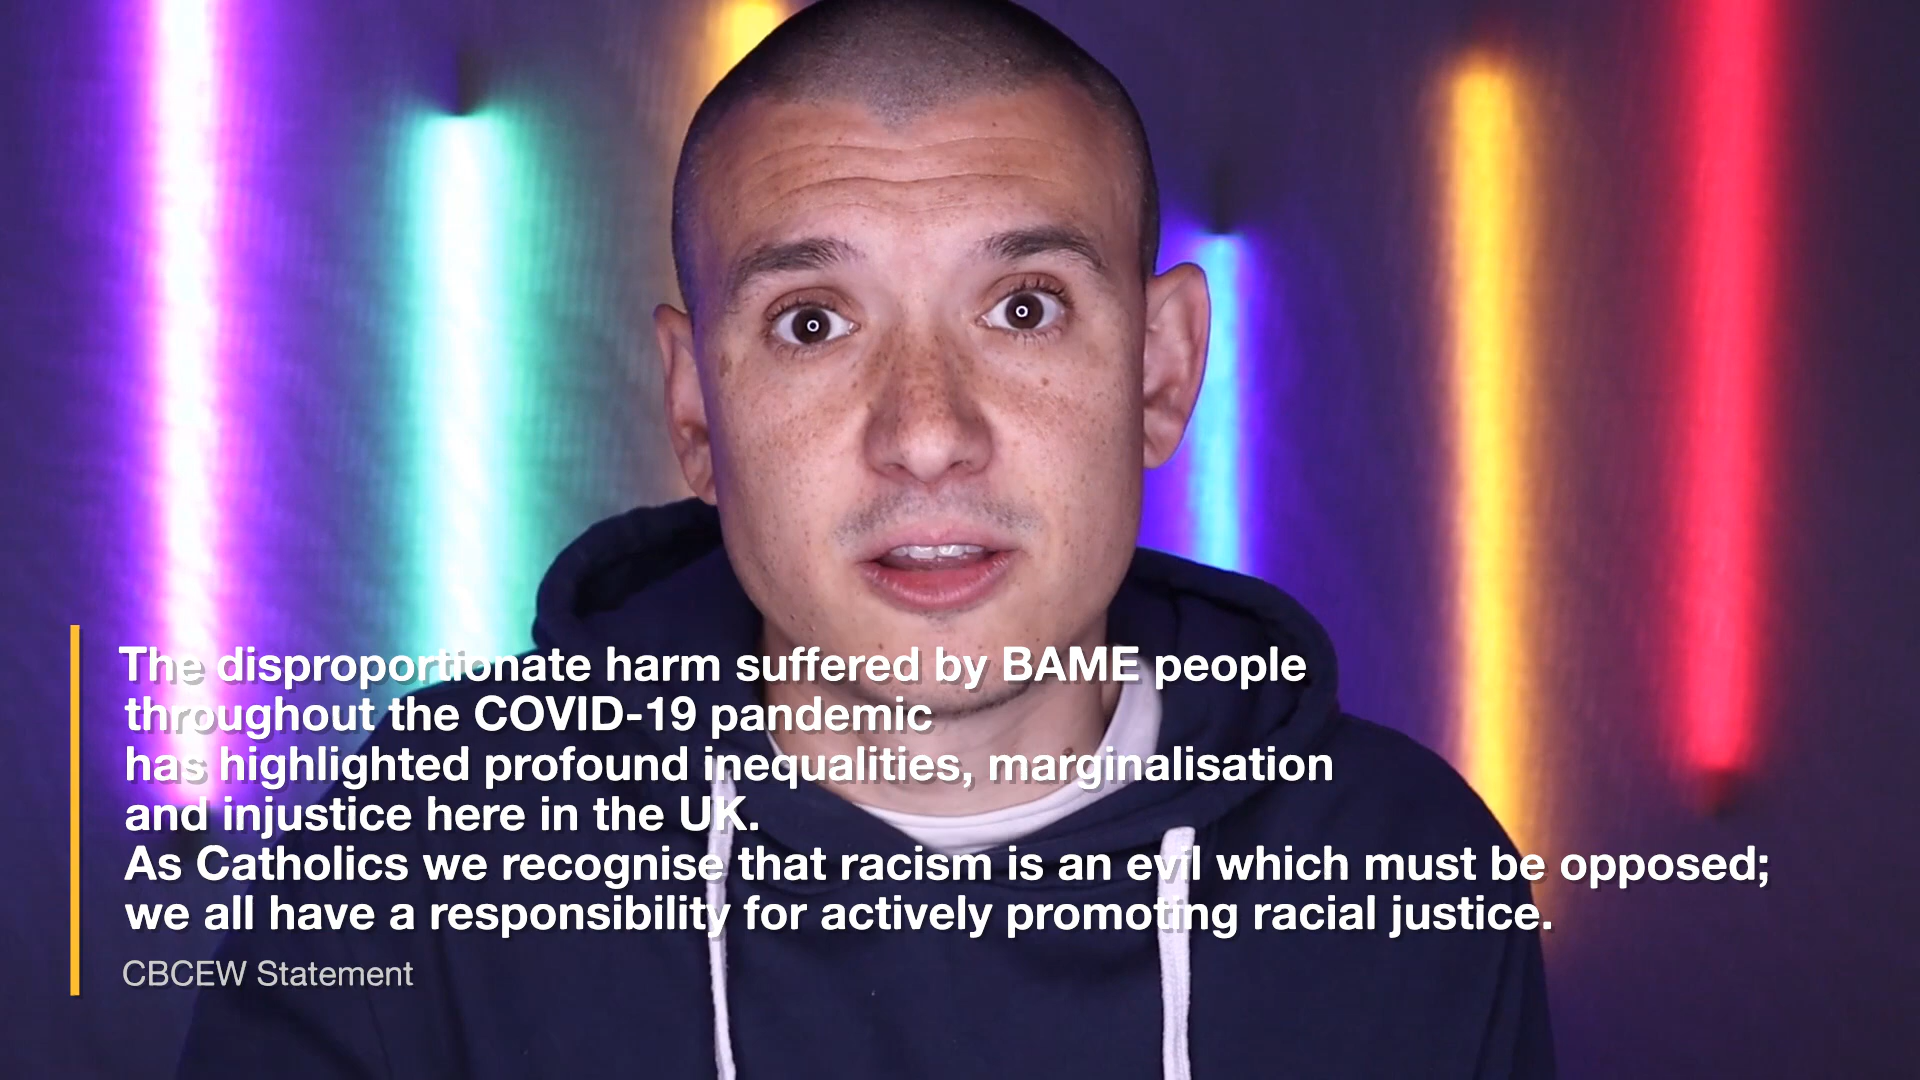 The disproportionate harm suffered by BAME people
throughout the COVID-19 pandemic
has highlighted profound inequalities, marginalisation
and injustice here in the UK.
As Catholics we recognise that racism is an evil which must be opposed;
we all have a responsibility for actively promoting racial justice.
CBCEW Statement